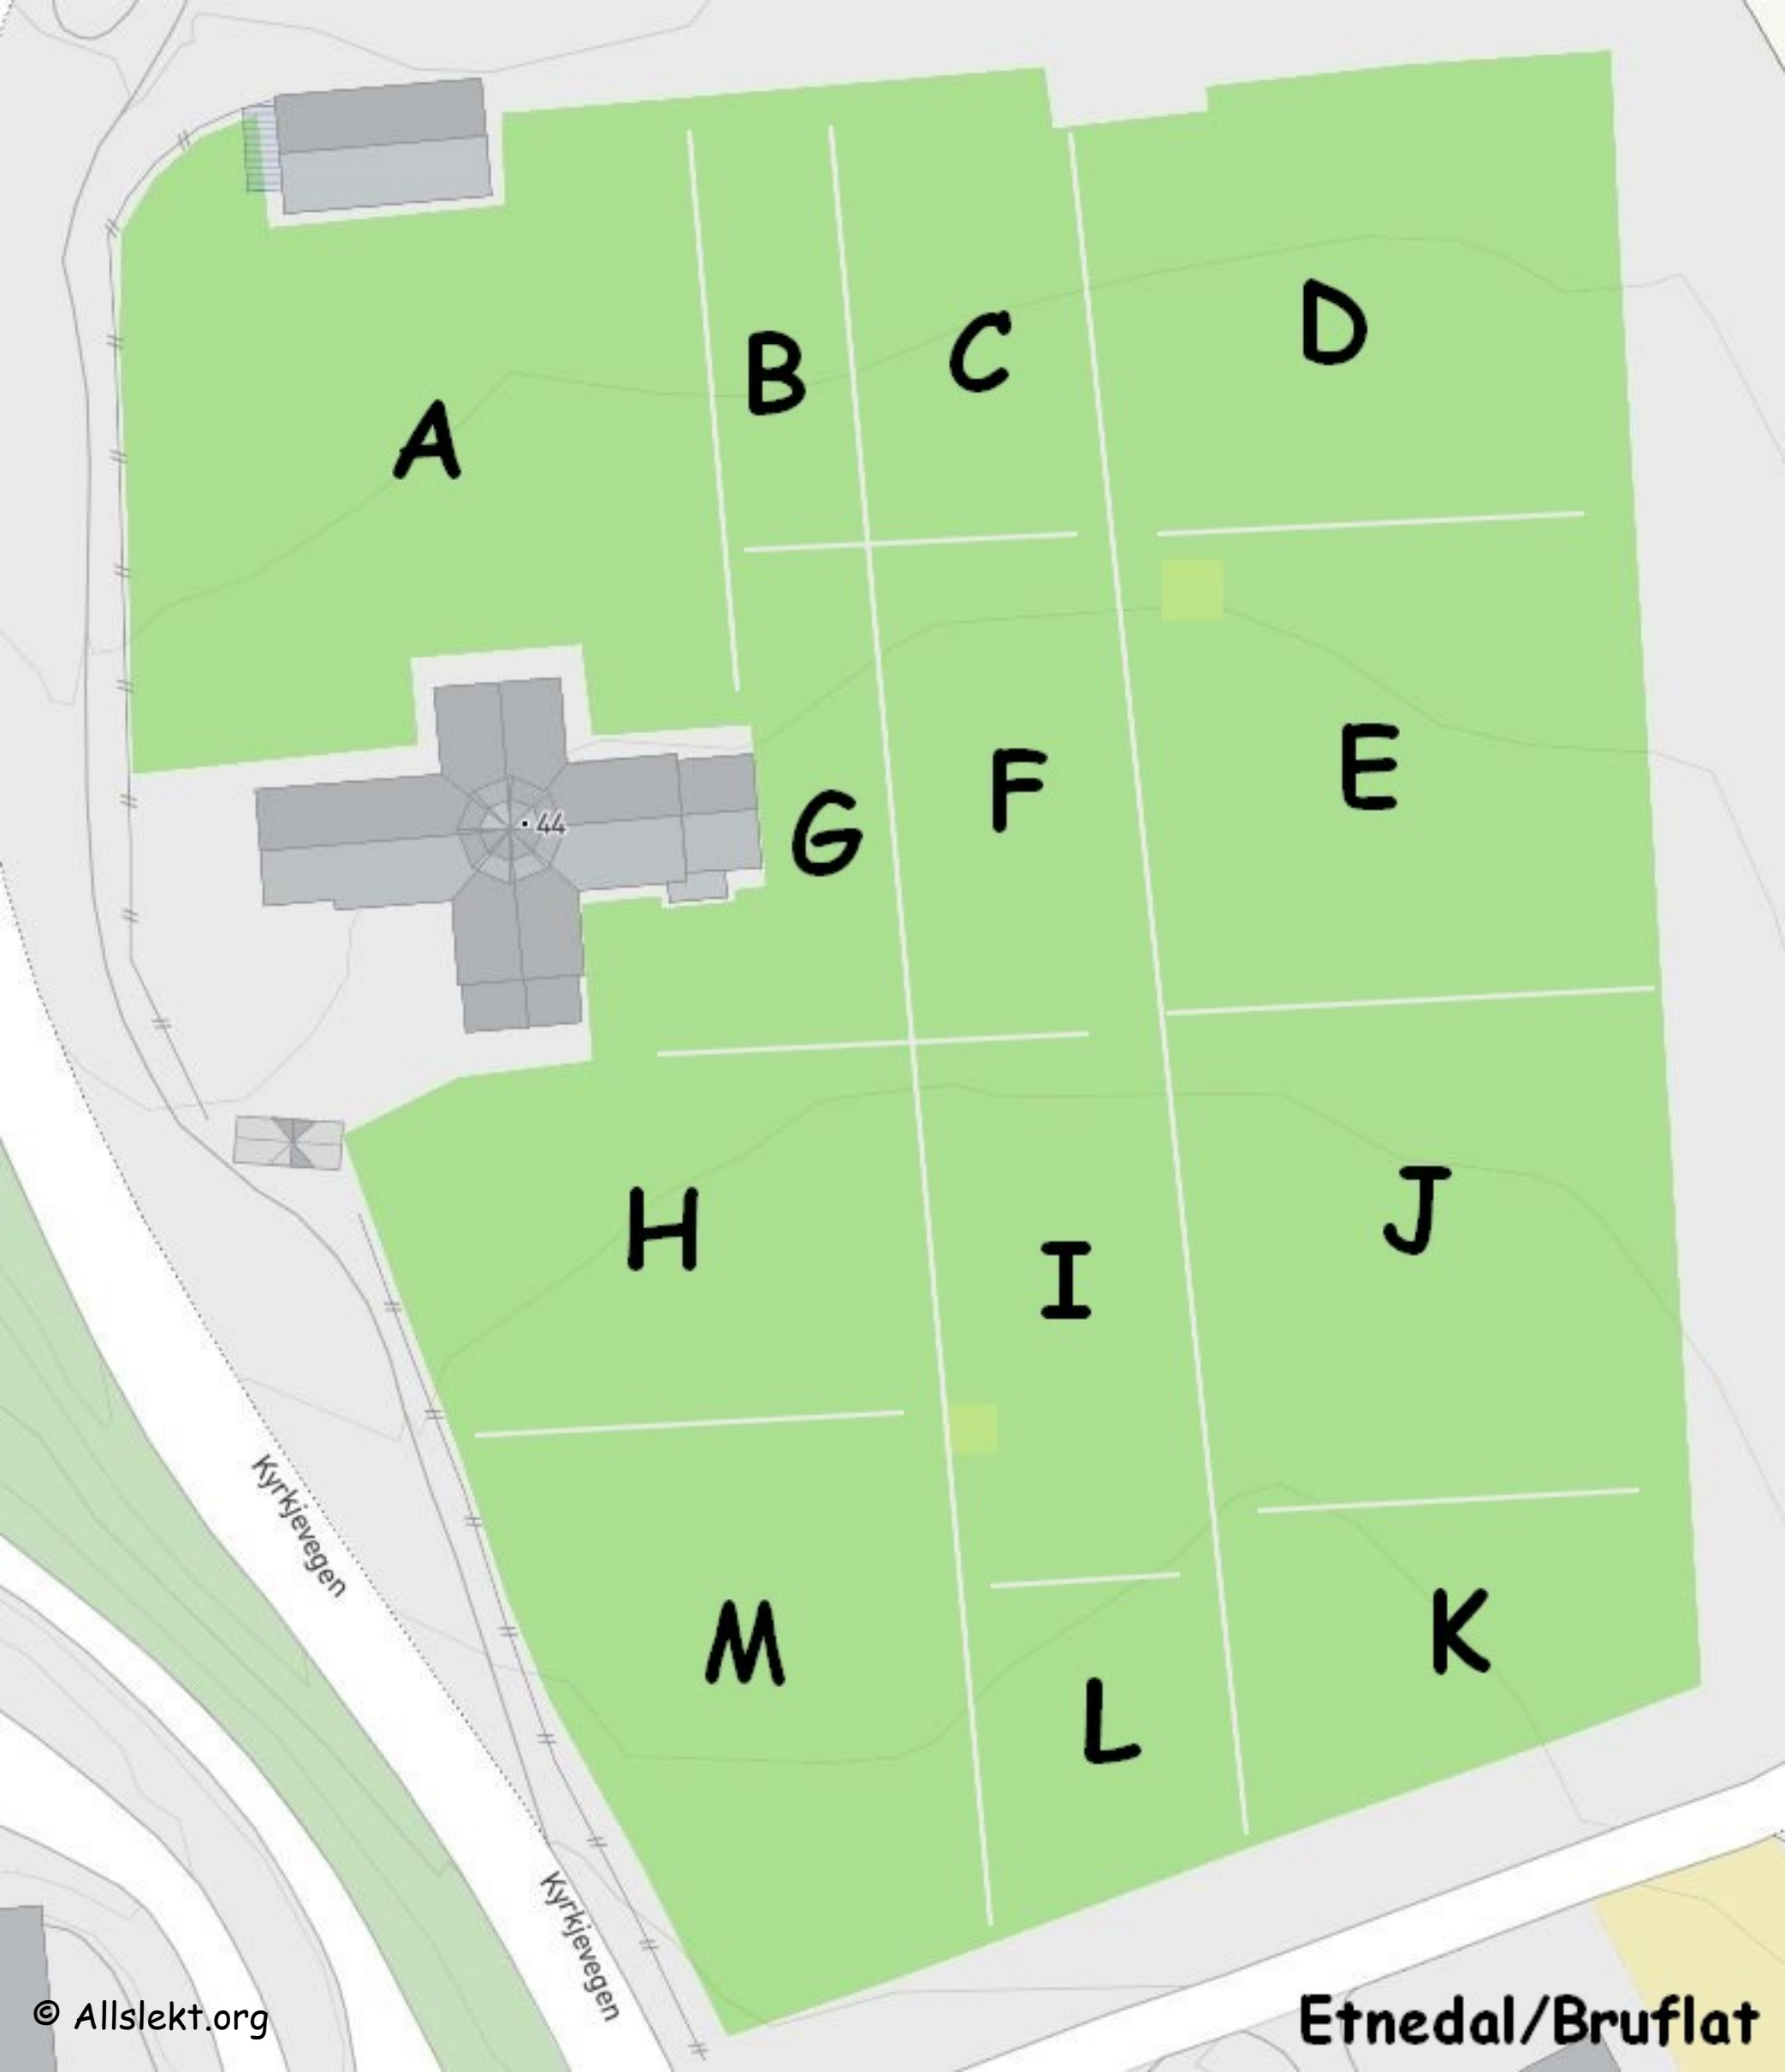 D
C
B
A
E
F
G
· 44
J
H
I
Kyrkjevegen
K
M
L
Kyrkjevegen
© Allslekt.org
Etnedal/Bruflat